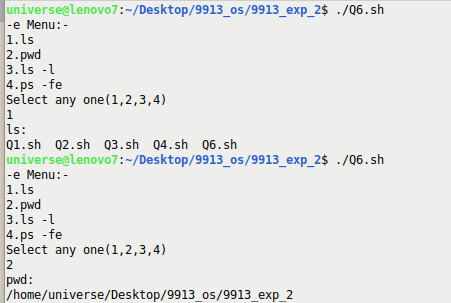 universe@lenovo7:~/Desktop/9913_os/9913_exp_2$ ./Q6.sh
-e Menu:-
1.ls
2.pwd
3.ls -l
4.ps -fe
Select any one(1,2,3,4)
1
ls:
Q1.sh  Q2.sh  Q3.sh  Q4.sh  Q6.sh
universe@lenovo7:~/Desktop/9913_os/9913_exp_2$ ./Q6.sh
-e Menu:-
1.ls
2.pwd
3.ls -l
4.ps -fe
Select any one(1,2,3,4)
2
pwd:
/home/universe/Desktop/9913_os/9913_exp_2